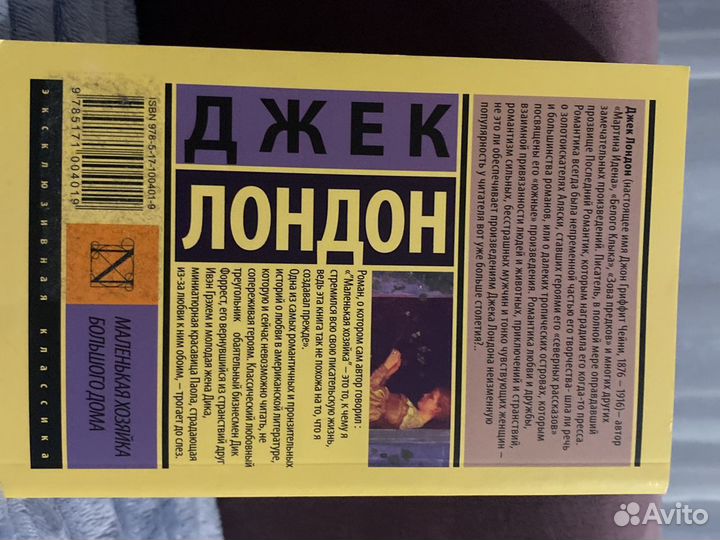 Джек Лондон (настоящее имя Джон Гриффит Чейни, 1876 – 1916) – автор
«Мартина Идена», «Белого Клыка», «Зова предков» и многих других
замечательных произведений. Писатель, в полной мере оправдавший
прозвище Последний Романтик, которым наградила его когда-то пресса.
Романтика всегда была непременной частью его творчества- шла ли речь
о золотоискателях Аляски, ставших героями его «северных рассказов»
и большинства романов, или о далеких тропических островах, которым
посвящены его «южные» произведения. Романтика любви и дружбы,
взаимной привязанности людей и животных, приключений и странствий,
романтизм сильных, бесстрашных мужчин и тонко чувствующих женщин –
не это ли обеспечивает произведениям Джека Лондона неизменную
популярность у читателя вот уже больше столетия?..
ДЖЕК
ЛОНДОН
Роман, о котором сам автор говорил :
«"Маленькая хозяйка" – это то, к чему я
стремился всю свою писательскую жизнь,
ведь эта книга так не похожа на то, что я
создавал прежде».
Одна из самых романтичных и пронзительных
историй о любви в американской литературе,
которую и сейчас невозможно читать, не
сопереживая героям. Классический любовный
треугольник обаятельный бизнесмен Дик
Форрест, его вернувшийся из странствий друг
Ивэн Грэхем и молодая жена Дика,
миниатюрная красавица Паола, страдающая
из-за любви к ним обоим, – трогает до слез.
ISBN 978-5-17-100401-9
9 785171 004019
N
МАЛЕНЬКАЯ ХОЗЯЙКА
БОЛЬШОГО ДОМА
ЭКСКЛЮЗИВНАЯ КЛАССИКА
Avito